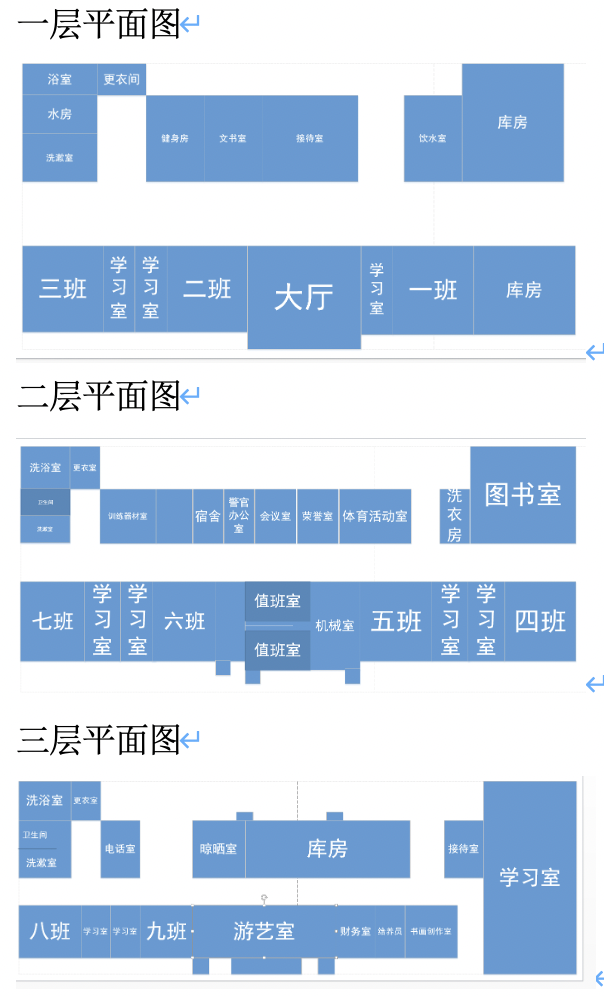 一层平面图
浴室 更衣间
水房
洗漱室
健身房 文书室 接待室 饮水室 库房
三班 学习室 学习室 二班 大厅 学习室 一班 库房
二层平面图
洗浴室 更衣室
卫生间
洗漱室
训练器材室 宿舍 警官办公室 会议室 荣誉室 体育活动室 洗衣房 图书室
七班 学习室 学习室 六班 值班室 机械室 五班 学习室 学习室 四班
值班室
三层平面图
洗浴室 更衣室
卫生间
洗漱室
电话室 晾晒室 库房 接待室 学习室
八班 学习室 学习室 九班 游艺室 财务室 培养员 书画创作室